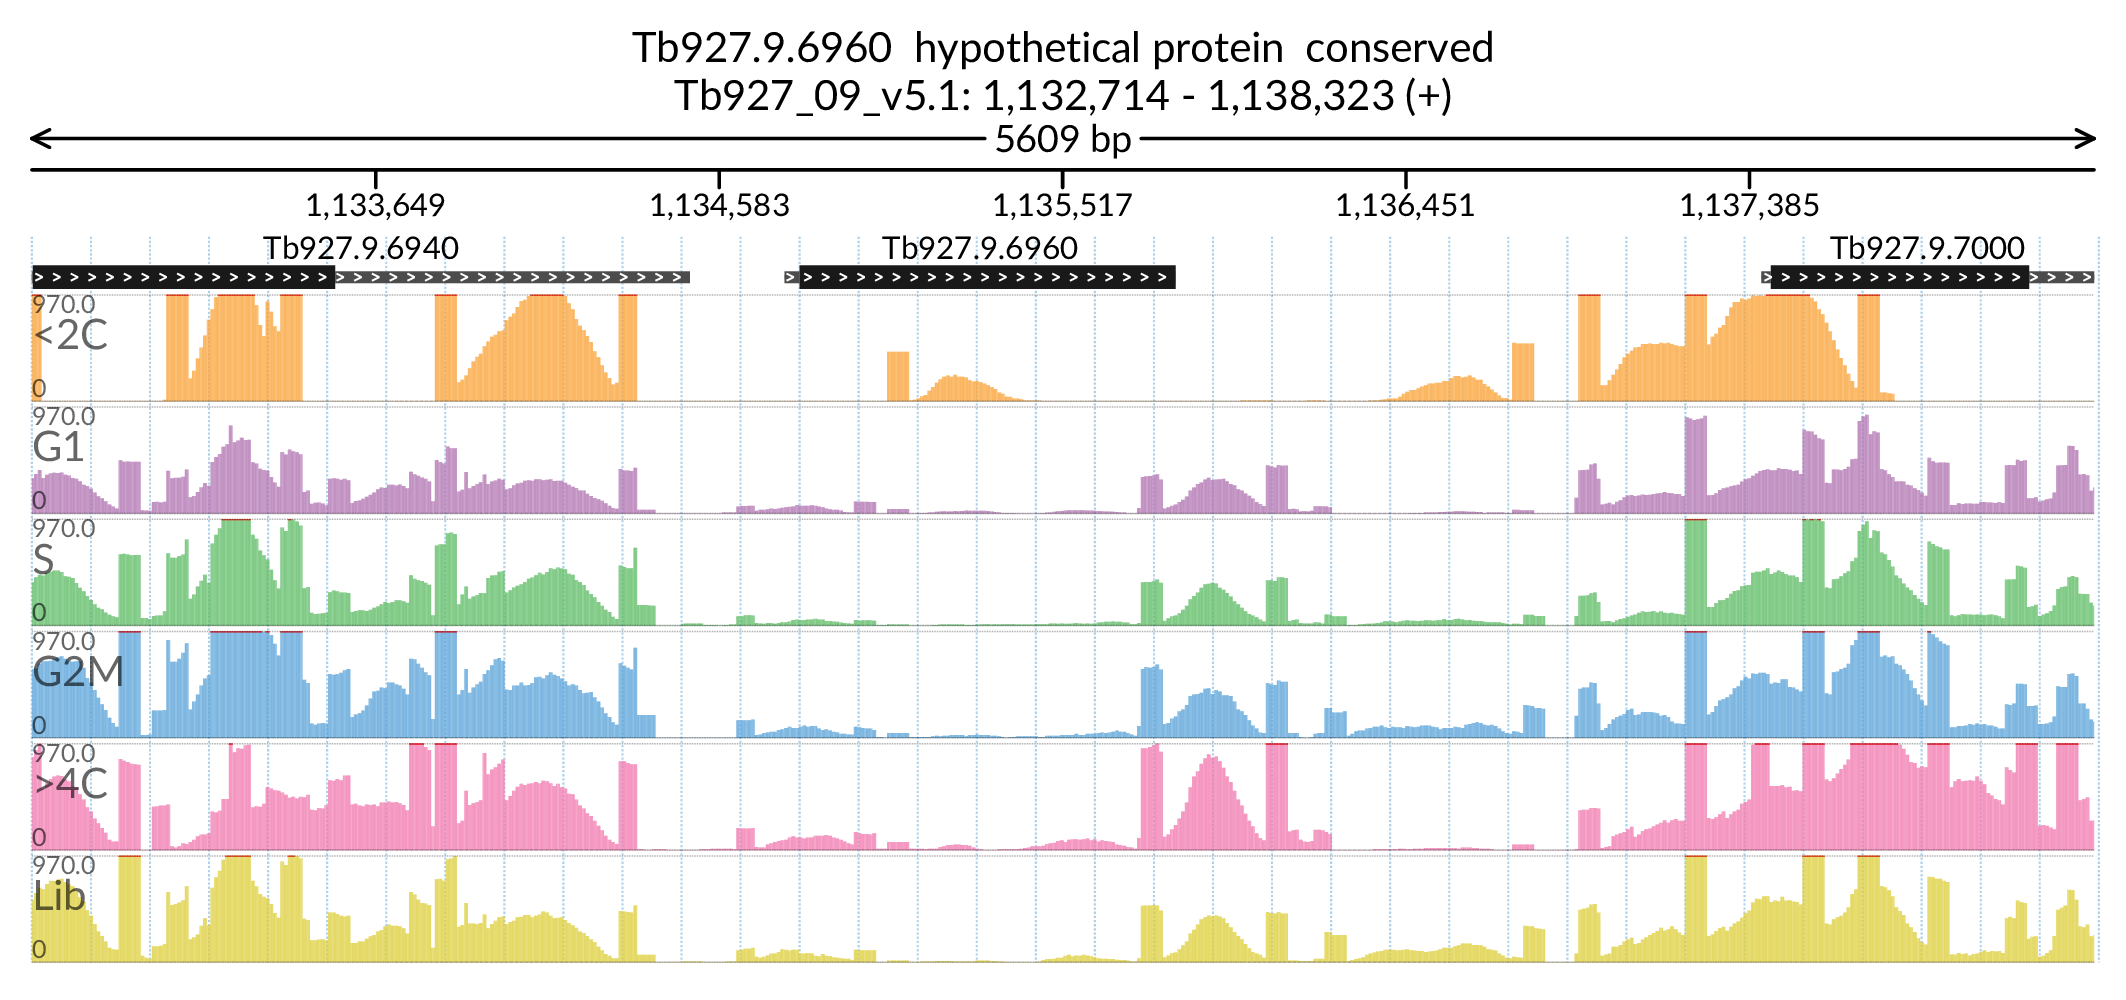 Tb927.9.6960  hypothetical protein  conserved
Tb927_09_v5.1: 1,132,714 - 1,138,323 (+)
5609 bp
1,133,649 1,134,583 1,135,517 1,136,451 1,137,385
Tb927.9.6940 Tb927.9.6960 Tb927.9.7000
970.0
<2C
0
970.0
G1
0
970.0
S
0
970.0
G2M
0
970.0
>4C
0
970.0
Lib
0